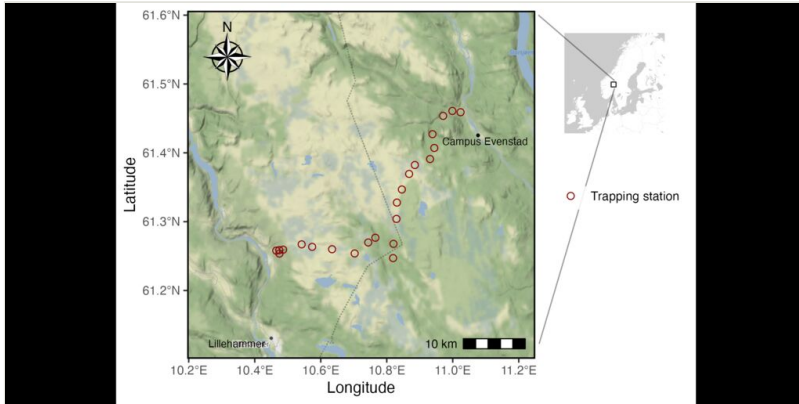 61.6°N
N
61.5°N
61.4°N
Campus Evenstad
Latitude
Trapping station
61.3°N
61.2°N
Lillehammer
10 km
10.2°E 10.4°E 10.6°E 10.8°E 11.0°E 11.2°E
Longitude